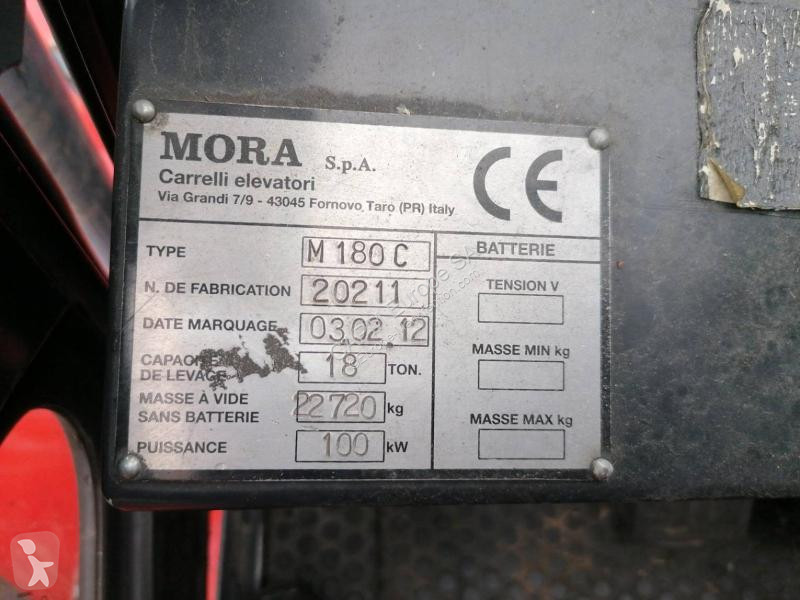 MORA S.p.A.
Carrelli elevatori
Via Grandi 7/9 - 43045 Fornovo Taro (PR) Italy
CE
TYPE M 180 C
N. DE FABRICATION 20211
DATE MARQUAGE 03 02 12
CAPACITE
DE LEVAGE 18 TON.
MASSE À VIDE
SANS BATTERIE 22 720 kg
PUISSANCE 100 kW
BATTERIE
TENSION V
MASSE MIN kg
MASSE MAX kg